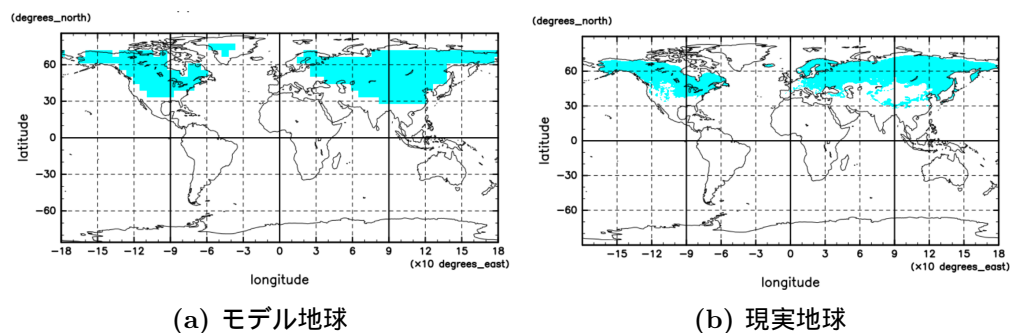 (degrees_north)
60
30
0
−30
−60
−18 −15 −12 −9 −6 −3 0 3 6 9 12 15 18
(×10 degrees_east)
longitude
latitude
(a) モデル地球
(degrees_north)
60
30
0
−30
−60
−15 −12 −9 −6 −3 0 3 6 9 12 15 18
(×10 degrees_east)
longitude
latitude
(b) 現実地球